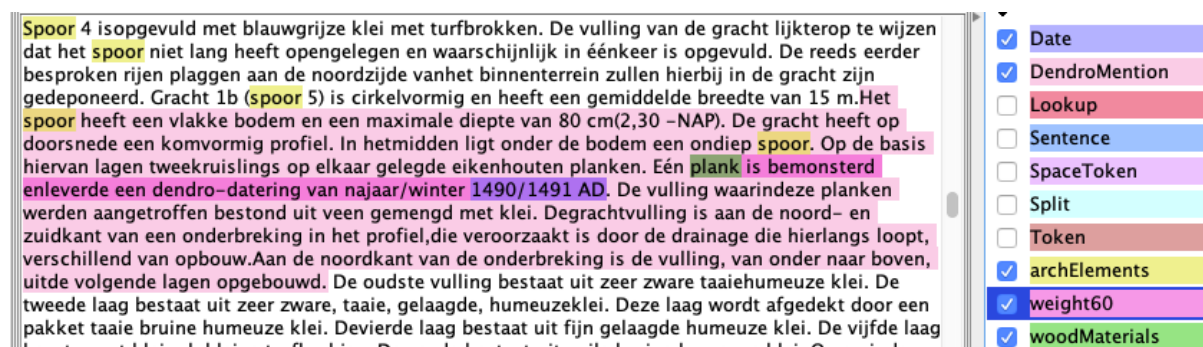 Spoor 4 isopgevuld met blauwgrijze klei met turfbrokken. De vulling van de gracht lijkterop te wijzen
dat het spoor niet lang heeft opengelegen en waarschijnlijk in éénkeer is opgevuld. De reeds eerder
besproken rijen plaggen aan de noordzijde vanhet binnenterrein zullen hierbij in de gracht zijn
gedeponeerd. Gracht 1b (spoor 5) is cirkelvormig en heeft een gemiddelde breedte van 15 m.Het
spoor heeft een vlakke bodem en een maximale diepte van 80 cm(2,30 –NAP). De gracht heeft op
doorsnede een komvormig profiel. In hetmidden ligt onder de bodem een ondiep spoor. Op de basis
hiervan lagen tweekruislings op elkaar gelegde eikenhouten planken. Eén plank is bemonsterd
enleverde een dendro-datering van najaar/winter 1490/1491 AD. De vulling waarindeze planken
werden aangetroffen bestond uit veen gemengd met klei. Degrachtvulling is aan de noord- en
zuidkant van een onderbreking in het profiel,die veroorzaakt is door de drainage die hierlangs loopt,
verschillend van opbouw.Aan de noordkant van de onderbreking is de vulling, van onder naar boven,
uitde volgende lagen opgebouwd. De oudste vulling bestaat uit zeer zware taaiehumeuze klei. De
tweede laag bestaat uit zeer zware, taaie, gelaagde, humeuzeklei. Deze laag wordt afgedekt door een
pakket taaie bruine humeuze klei. Devierde laag bestaat uit fijn gelaagde humeuze klei. De vijfde laag
Date
DendroMention
Lookup
Sentence
SpaceToken
Split
Token
archElements
weight60
woodMaterials